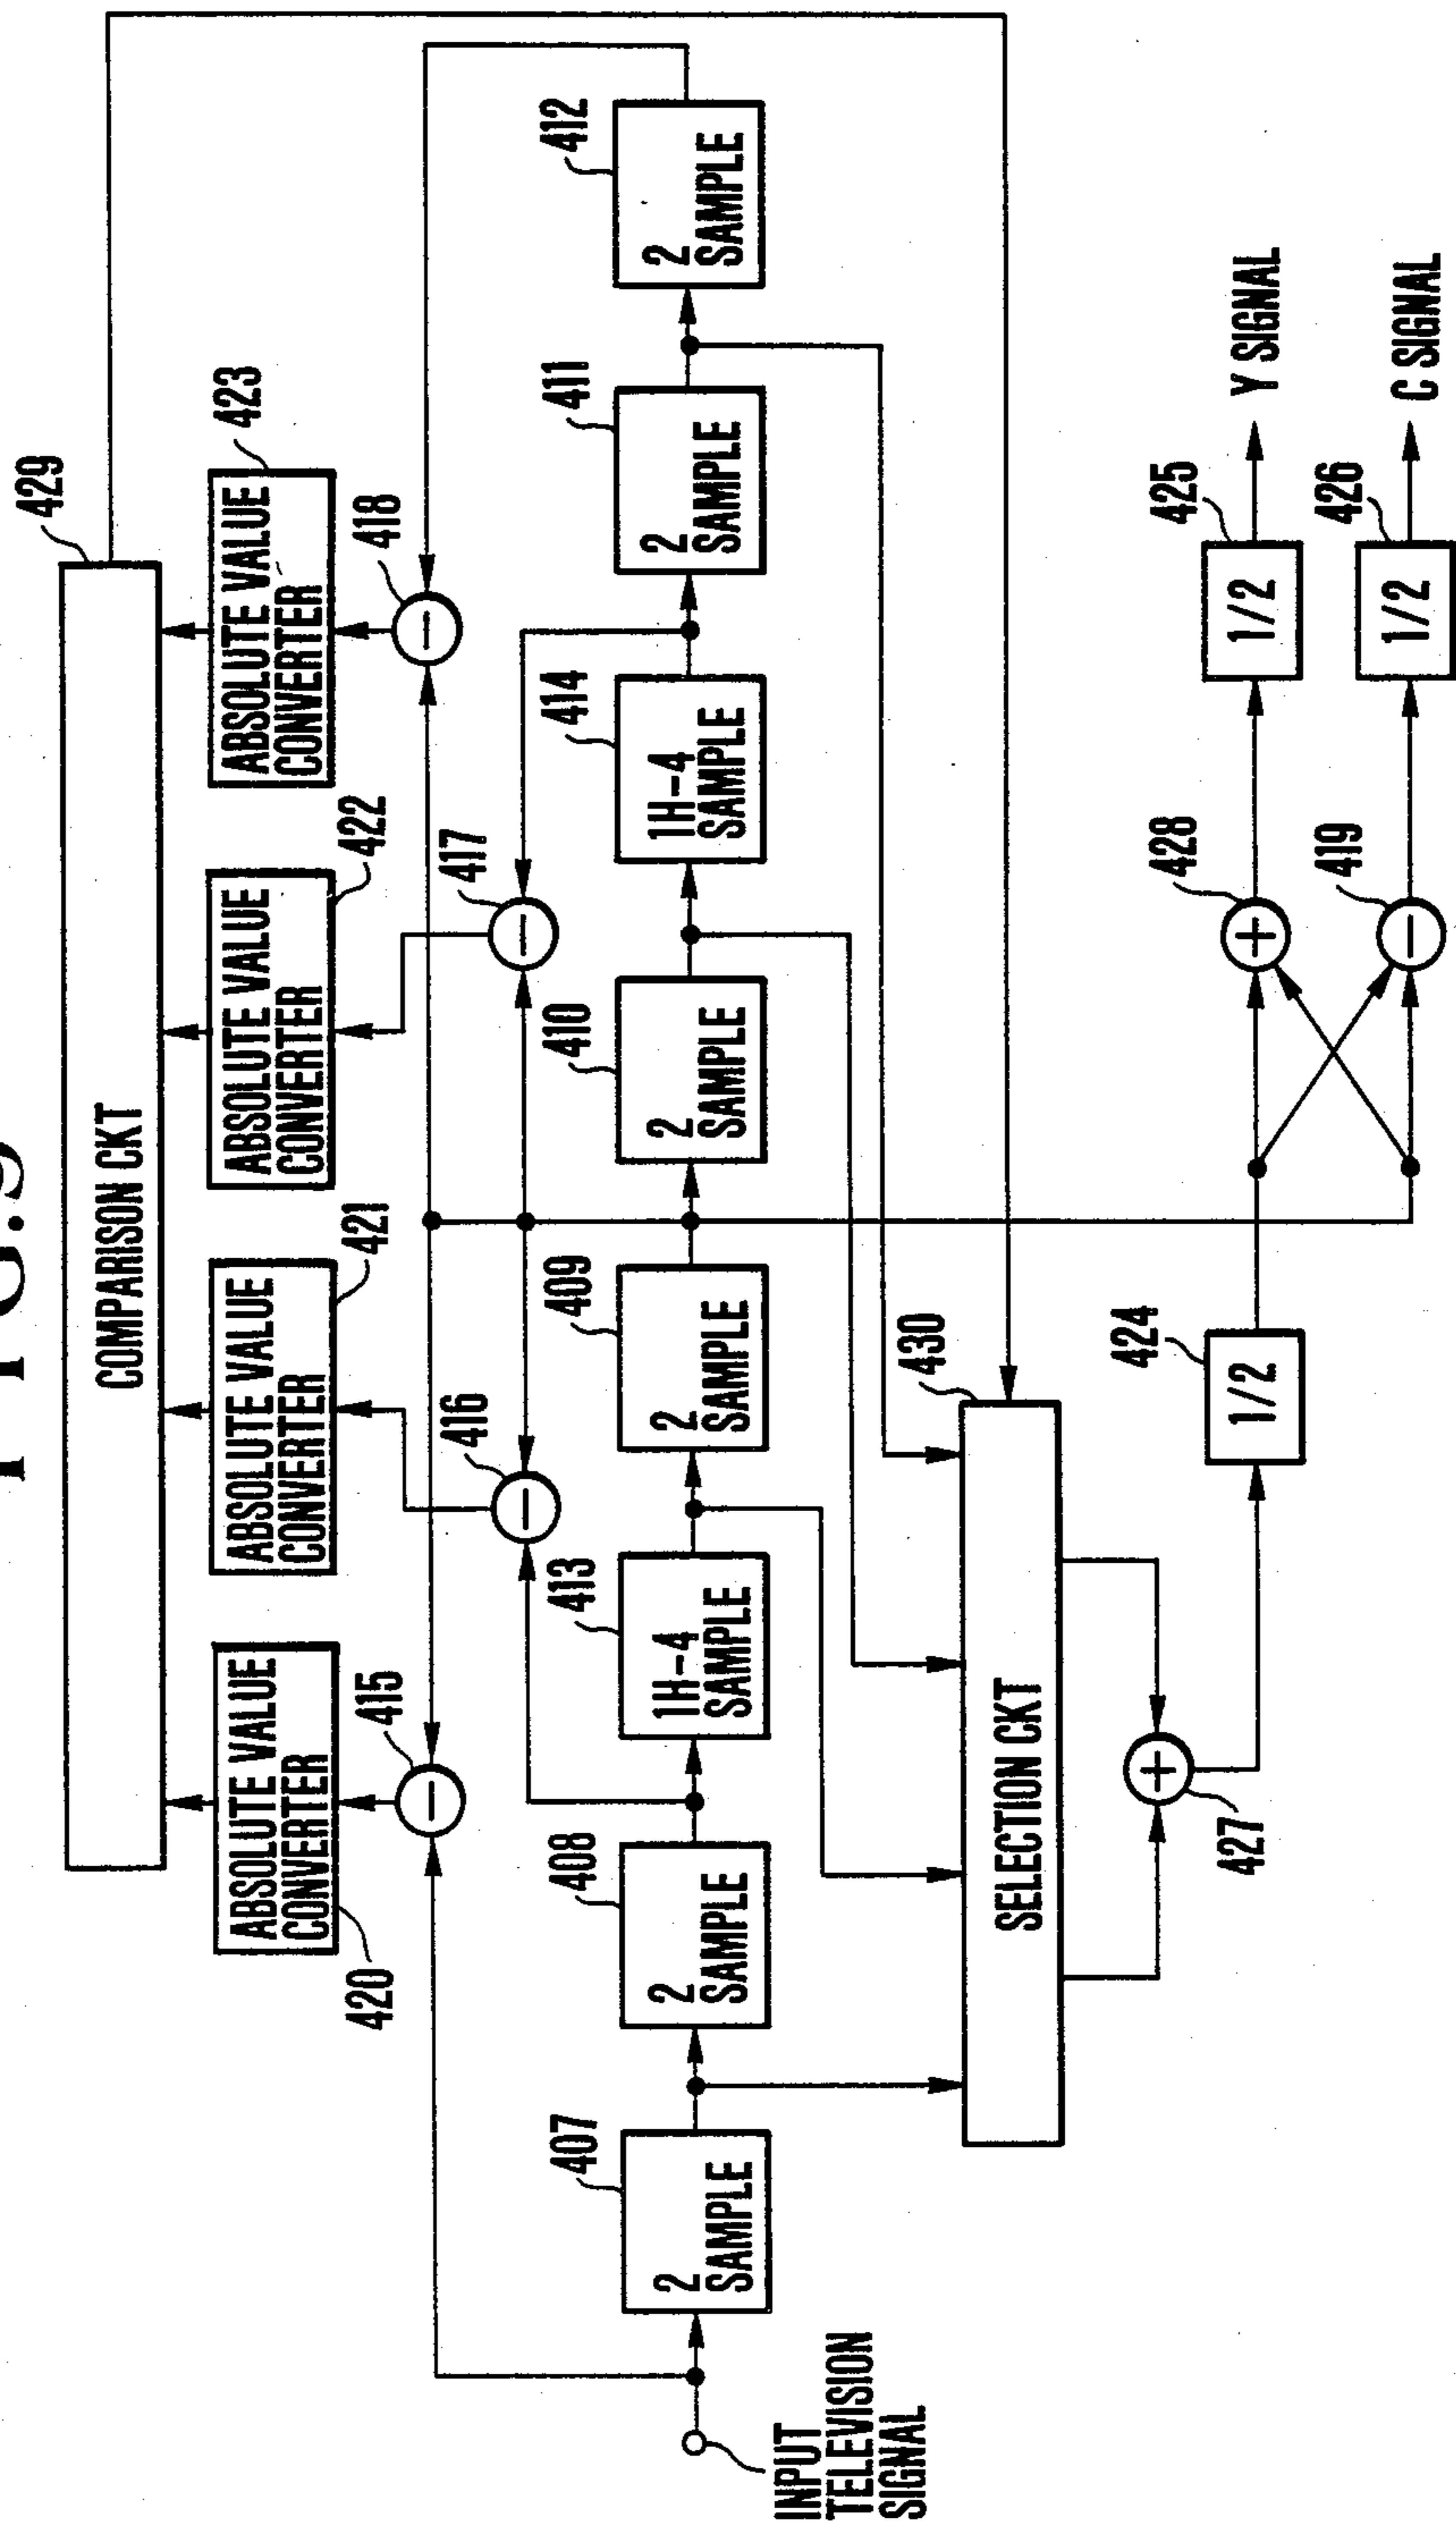 FIG.9
429
COMPARISON CKT
ABSOLUTE VALUE
CONVERTER
420
ABSOLUTE VALUE
CONVERTER
421
ABSOLUTE VALUE
CONVERTER
422
ABSOLUTE VALUE
CONVERTER
423
415
416
417
418
INPUT
TELEVISION
SIGNAL
407
2
SAMPLE
408
2
SAMPLE
413
1H-4
SAMPLE
409
2
SAMPLE
410
2
SAMPLE
414
1H-4
SAMPLE
411
2
SAMPLE
412
2
SAMPLE
430
SELECTION CKT
427
+
424
1/2
428
+
425
1/2
Y SIGNAL
419
426
1/2
C SIGNAL